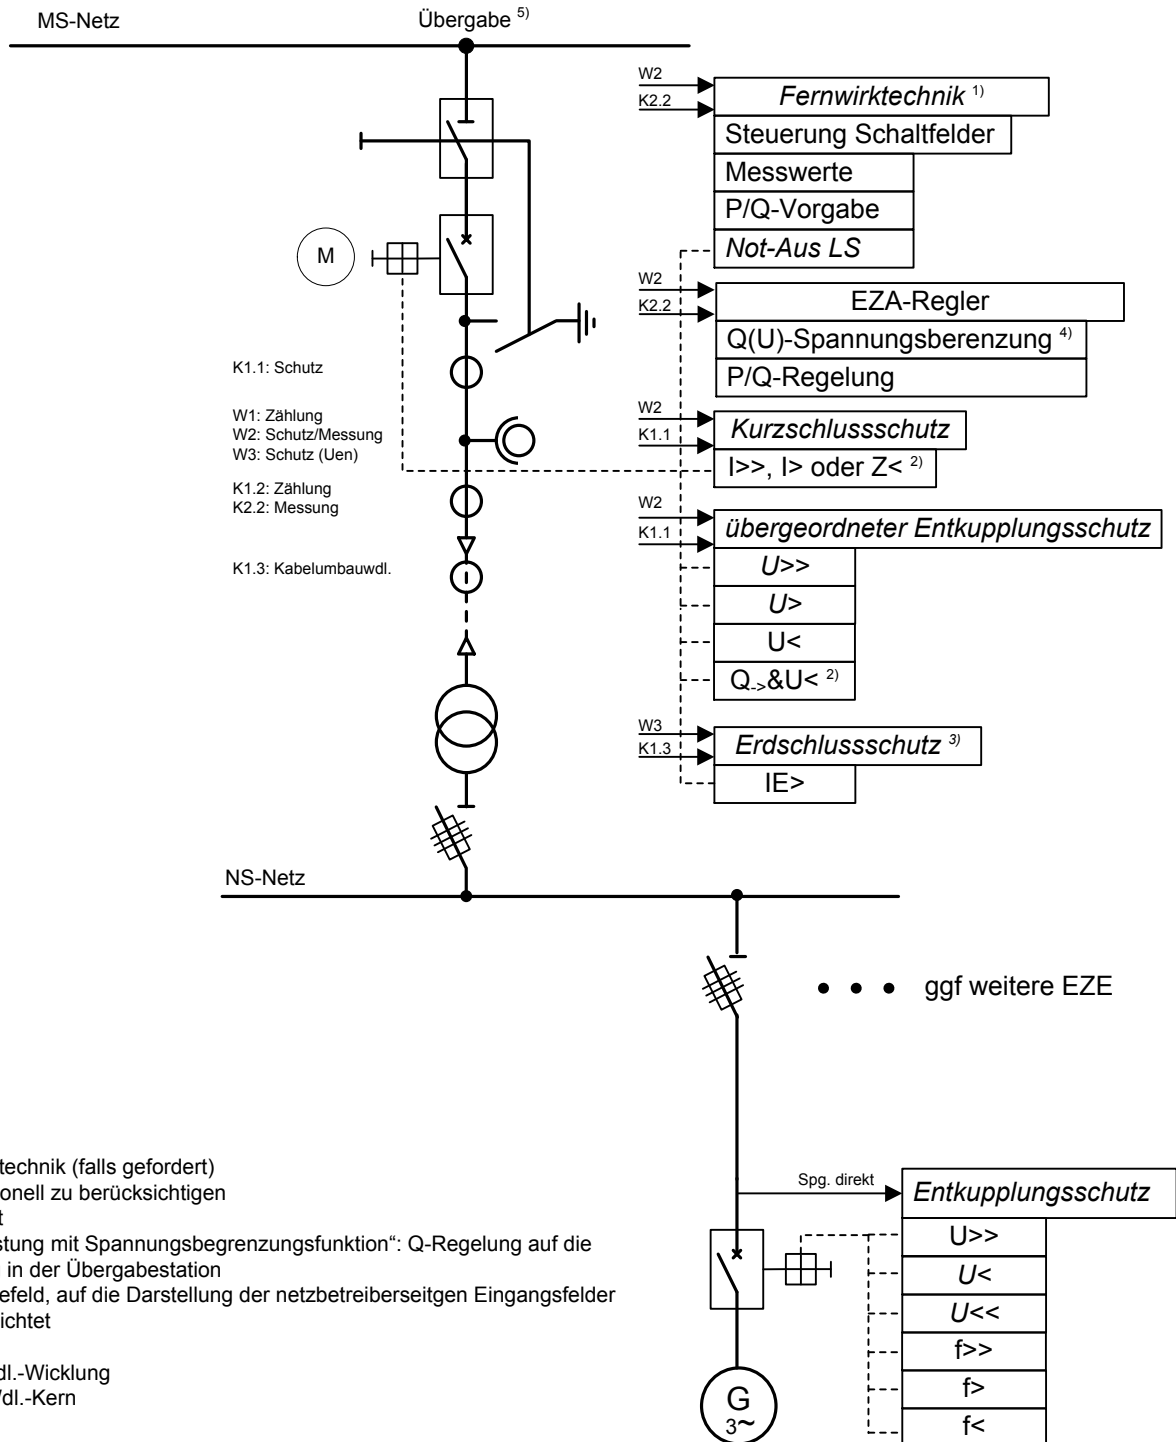 MS-Netz
Übergabe 5)
W2
K2.2
Fernwirktechnik 1)
Steuerung Schaltfelder
Messwerte
P/Q-Vorgabe
Not-Aus LS
M
W2
K2.2
EZA-Regler
Q(U)-Spannungsberenzung 4)
P/Q-Regelung
K1.1: Schutz
W1: Zählung
W2: Schutz/Messung
W3: Schutz (Uen)
K1.2: Zählung
K2.2: Messung
K1.3: Kabelumbauwdl.
W2
K1.1
Kurzschlussschutz
I>>, I> oder Z< 2)
W2
K1.1
übergeordneter Entkupplungsschutz
U>>
U>
U<
Q->&U< 2)
W3
K1.3
Erdschlussschutz 3)
IE>
NS-Netz
ggf weitere EZE
technik (falls gefordert)
onell zu berücksichtigen
t
stung mit Spannungsbegrenzungsfunktion“: Q-Regelung auf die
in der Übergabestation
efeld, auf die Darstellung der netzbetreiberseitgen Eingangsfelder
ichtet
dl.-Wicklung
dl.-Kern
Spg. direkt
Entkupplungsschutz
U>>
U<
U<<
f>>
f>
f<
G
3~